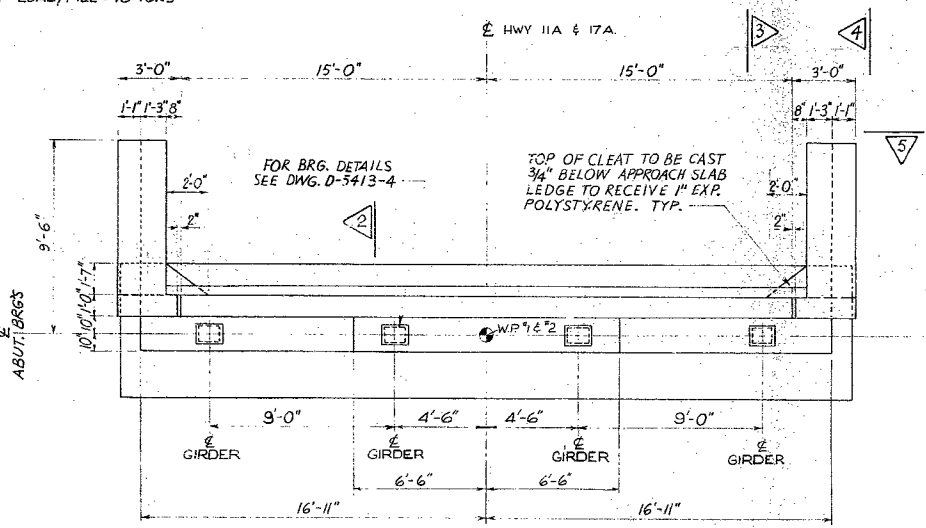 ℄ HWY 11A & 17A.
3
4
3'-0"
15'-0"
15'-0"
3'-0"
1'-1" 1'-3" 8"
8" 1'-3" 1'-1"
5
FOR BRG. DETAILS
SEE DWG. D-5413-4
TOP OF CLEAT TO BE CAST
3/4" BELOW APPROACH SLAB
LEDGE TO RECEIVE 1" EXP.
POLYSTYRENE. TYP.
2'-0"
2'-0"
2"
2"
2
9'-6"
10" 10" 1'-0" 1'-7"
℄
ABUT. BRG'S
W.P. #1 & #2
9'-0"
4'-6"
4'-6"
9'-0"
℄
GIRDER
℄
GIRDER
℄
GIRDER
℄
GIRDER
6'-6"
6'-6"
16'-11"
16'-11"